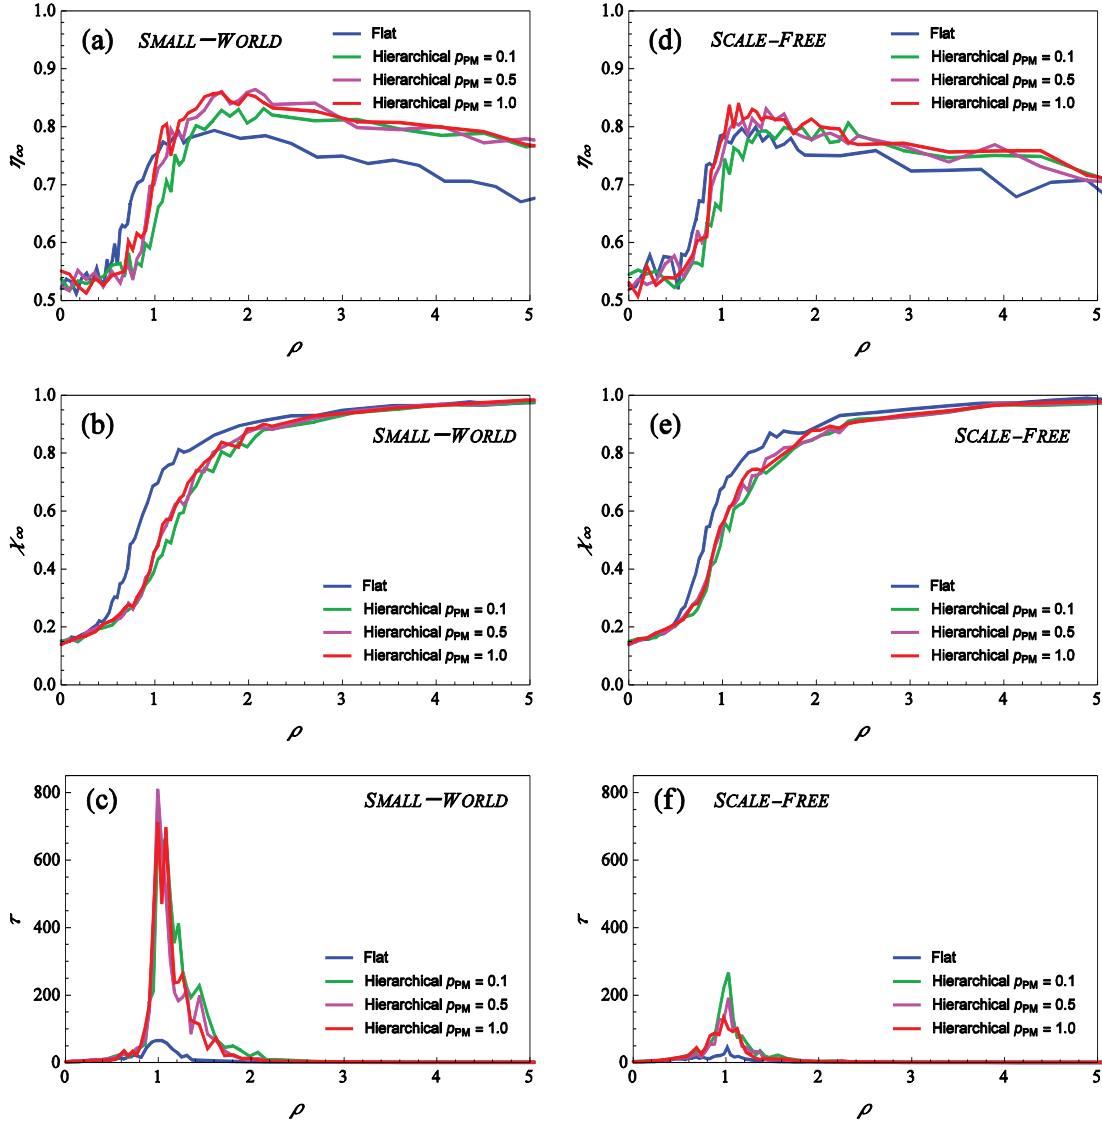 (a) SMALL–WORLD
Flat
Hierarchical pPM = 0.1
Hierarchical pPM = 0.5
Hierarchical pPM = 1.0
1.0
0.9
0.8
0.7
0.6
0.5
η∞
0 1 2 3 4 5
ρ
(d) SCALE–FREE
Flat
Hierarchical pPM = 0.1
Hierarchical pPM = 0.5
Hierarchical pPM = 1.0
1.0
0.9
0.8
0.7
0.6
0.5
η∞
0 1 2 3 4 5
ρ
(b) SMALL–WORLD
Flat
Hierarchical pPM = 0.1
Hierarchical pPM = 0.5
Hierarchical pPM = 1.0
1.0
0.8
0.6
0.4
0.2
0.0
χ∞
0 1 2 3 4 5
ρ
(e) SCALE–FREE
Flat
Hierarchical pPM = 0.1
Hierarchical pPM = 0.5
Hierarchical pPM = 1.0
1.0
0.8
0.6
0.4
0.2
0.0
χ∞
0 1 2 3 4 5
ρ
(c) SMALL–WORLD
Flat
Hierarchical pPM = 0.1
Hierarchical pPM = 0.5
Hierarchical pPM = 1.0
800
600
400
200
0
τ
0 1 2 3 4 5
ρ
(f) SCALE–FREE
Flat
Hierarchical pPM = 0.1
Hierarchical pPM = 0.5
Hierarchical pPM = 1.0
800
600
400
200
0
τ
0 1 2 3 4 5
ρ